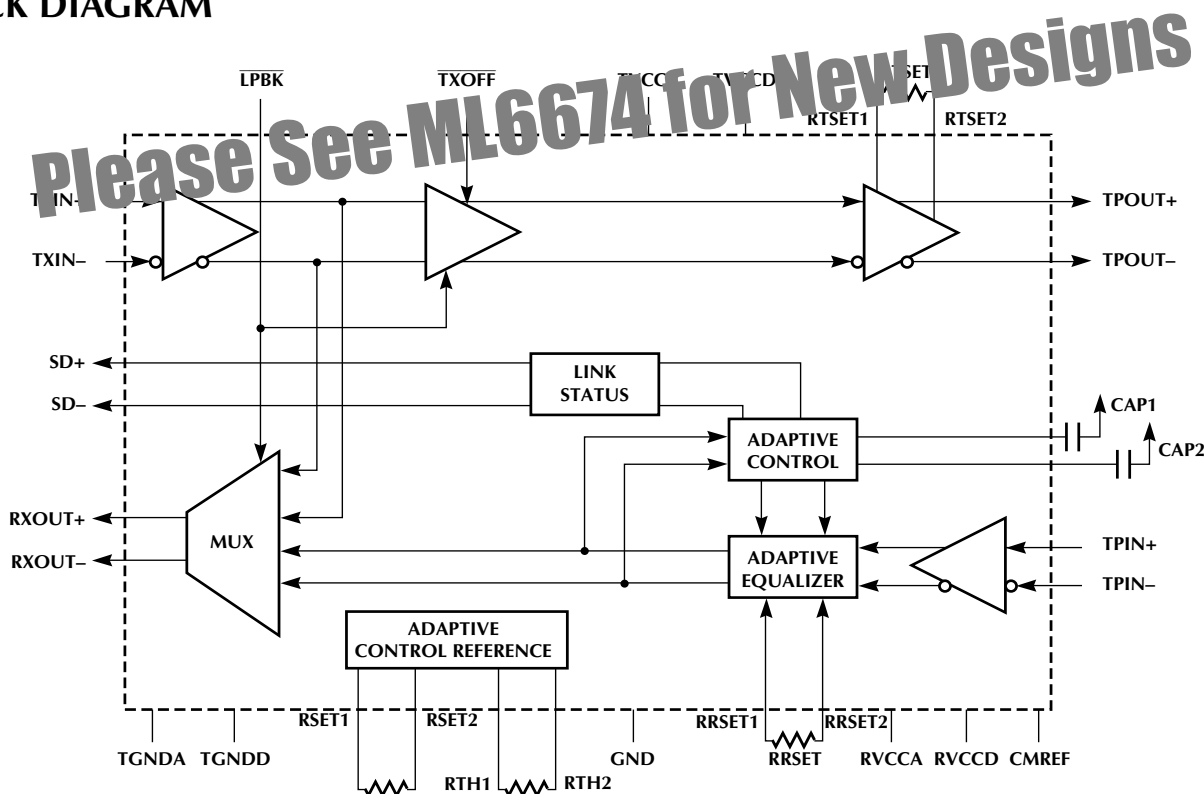 DIAGRAM
Please See ML6674 for New Designs
LPBK
TXOFF
RTSET1
RTSET2
TXIN–
TPOUT+
TPOUT–
SD+
SD–
LINK
STATUS
ADAPTIVE
CONTROL
CAP1
CAP2
RXOUT+
RXOUT–
MUX
ADAPTIVE
EQUALIZER
TPIN+
TPIN–
ADAPTIVE
CONTROL REFERENCE
RSET1
RSET2
RRSET1
RRSET2
TGNDA
TGNDD
GND
RRSET
RVCCA
RVCCD
CMREF
RTH1
RTH2